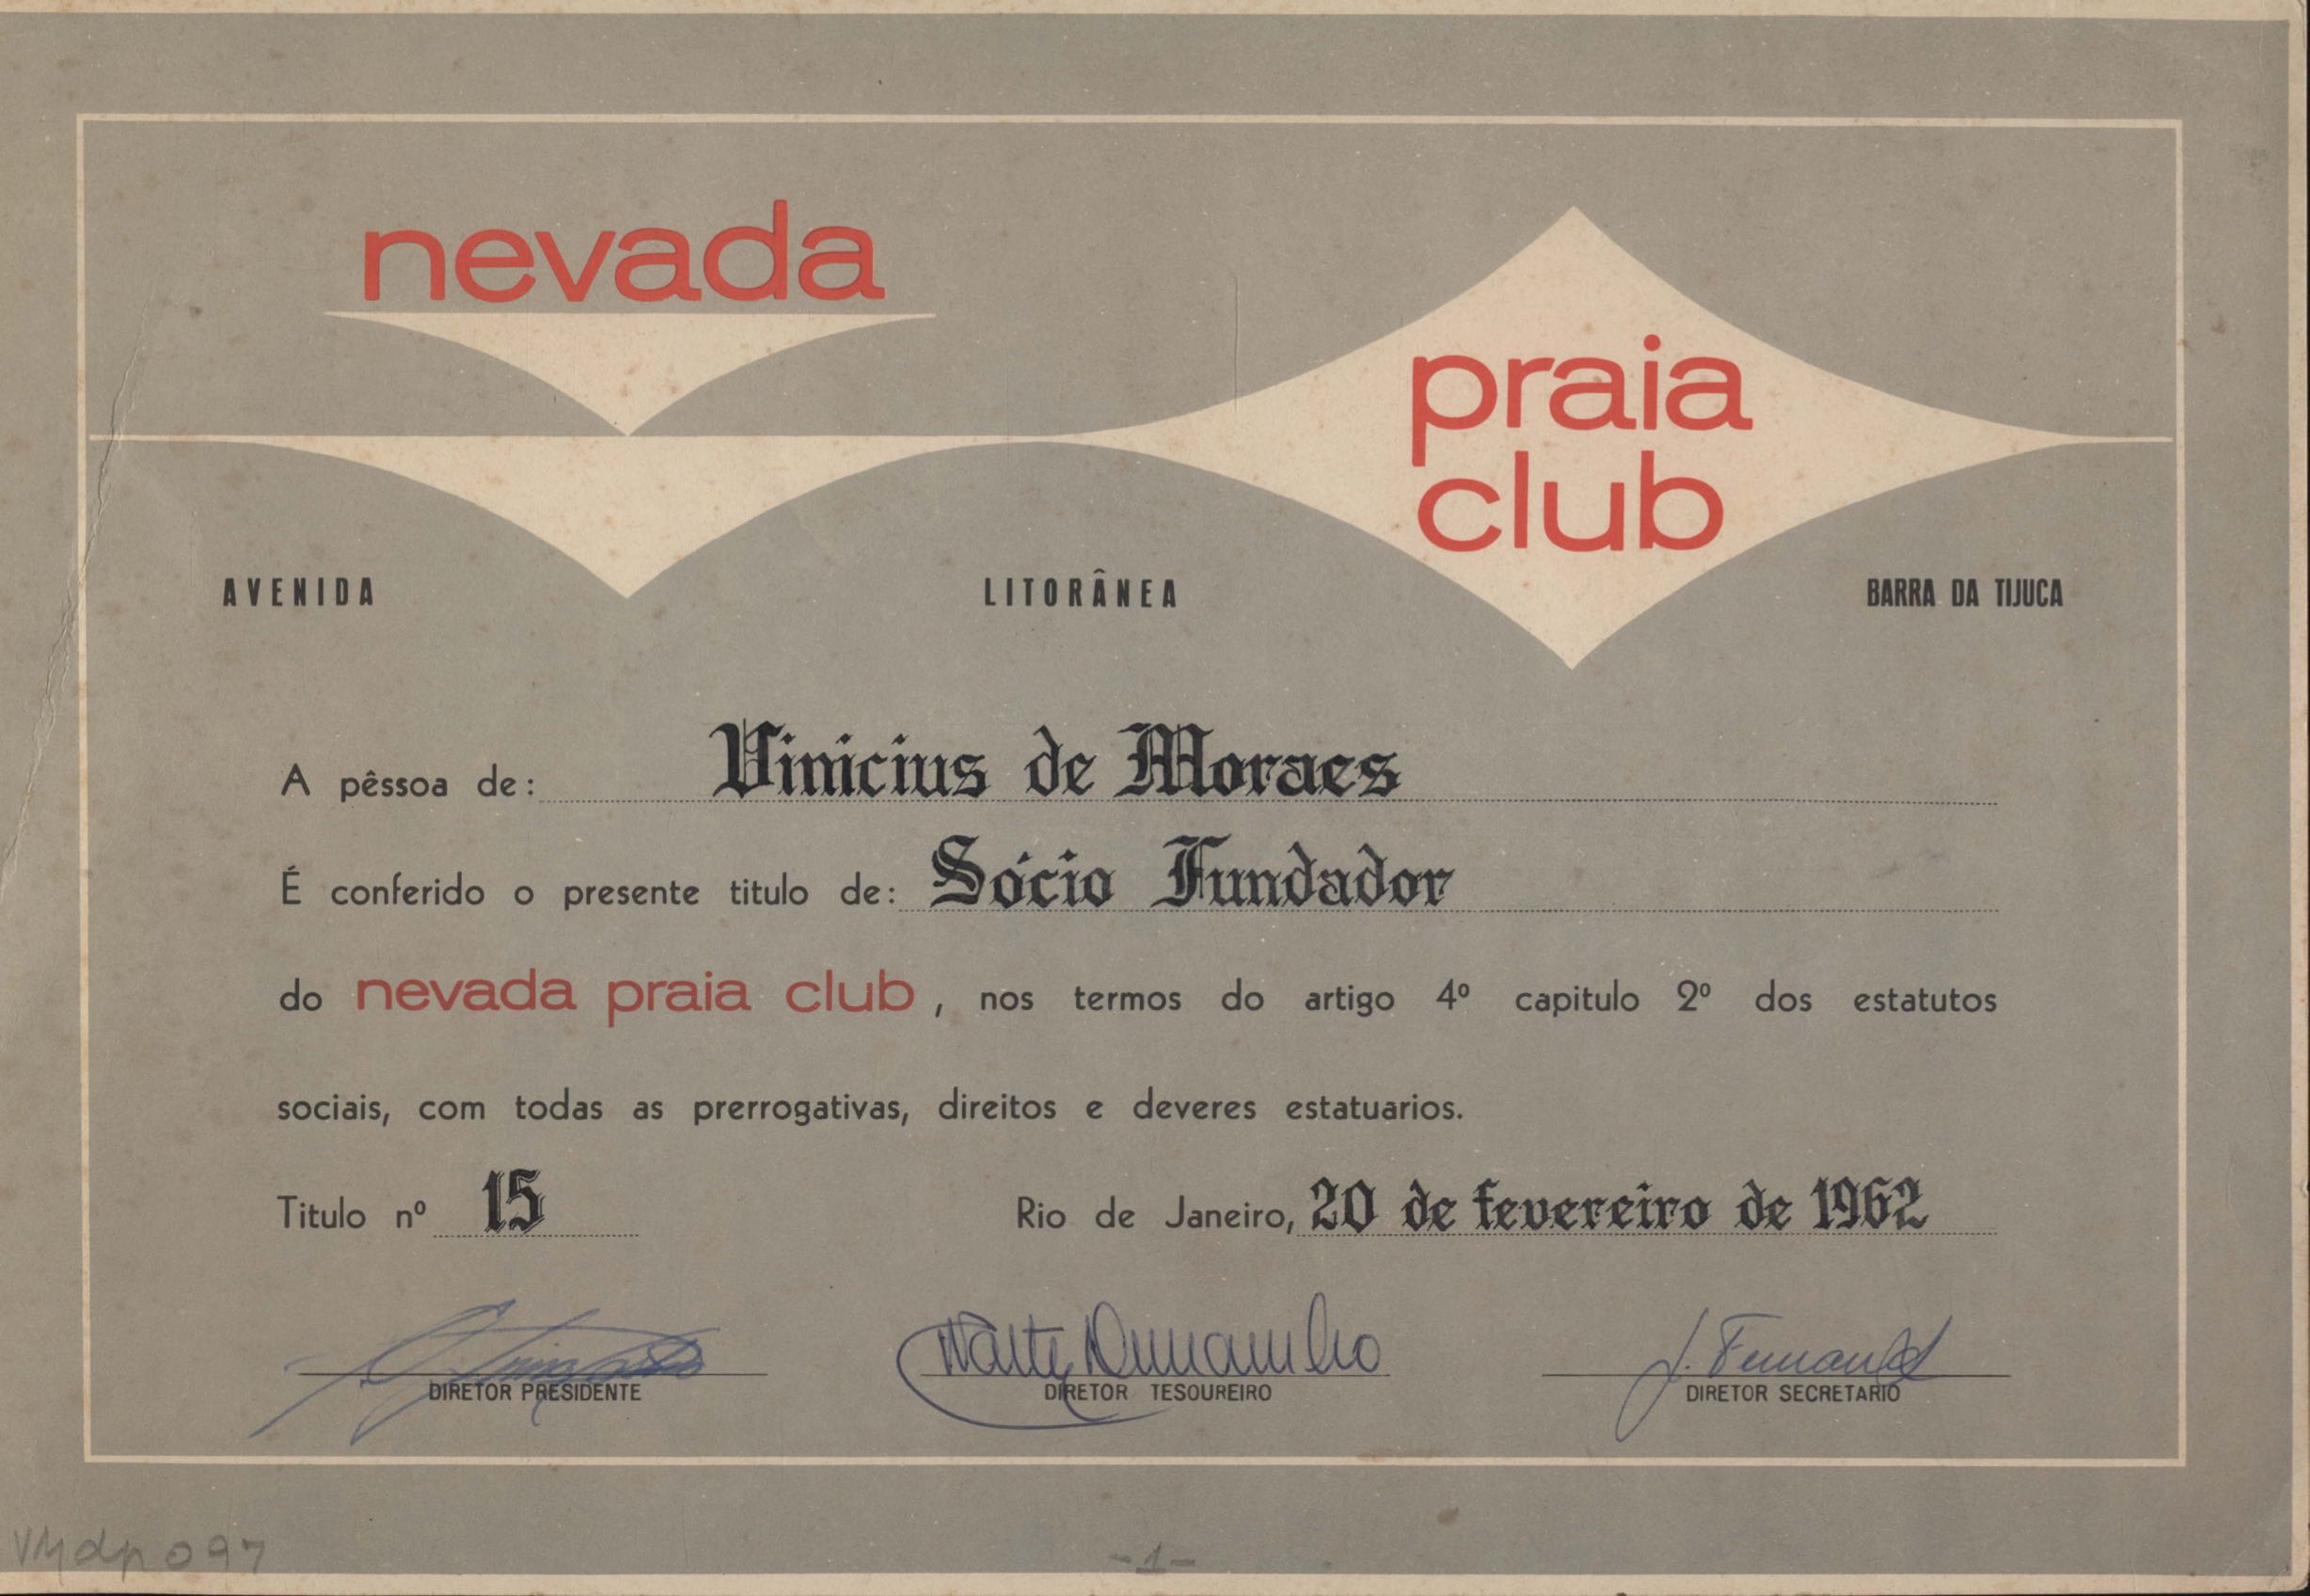 nevada
praia
club
AVENIDA LITORÂNEA BARRA DA TIJUCA
A pêssoa de: Vinicius de Moraes
É conferido o presente titulo de: Sócio Fundador
do nevada praia club, nos termos do artigo 4º capitulo 2º dos estatutos
sociais, com todas as prerrogativas, direitos e deveres estatuarios.
Titulo nº 15 Rio de Janeiro, 20 de fevereiro de 1962
J. Fernand
DIRETOR PRESIDENTE DIRETOR TESOUREIRO DIRETOR SECRETARIO
VMdp 097 -1-